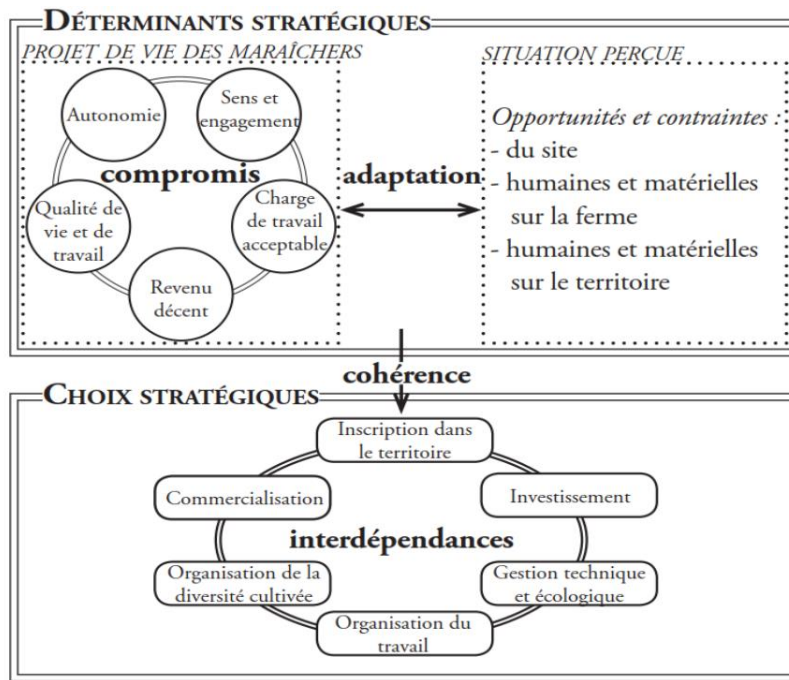 DÉTERMINANTS STRATÉGIQUES
PROJET DE VIE DES MARAÎCHERS
Autonomie
Sens et
engagement
compromis
Qualité de
vie et de
travail
Charge
de travail
acceptable
Revenu
décent
adaptation
SITUATION PERCUE
Opportunités et contraintes :
- du site
- humaines et matérielles
sur la ferme
- humaines et matérielles
sur le territoire
cohérence
CHOIX STRATÉGIQUES
Inscription dans
le territoire
Commercialisation
Investissement
interdépendances
Organisation de la
diversité cultivée
Gestion technique
et écologique
Organisation du
travail